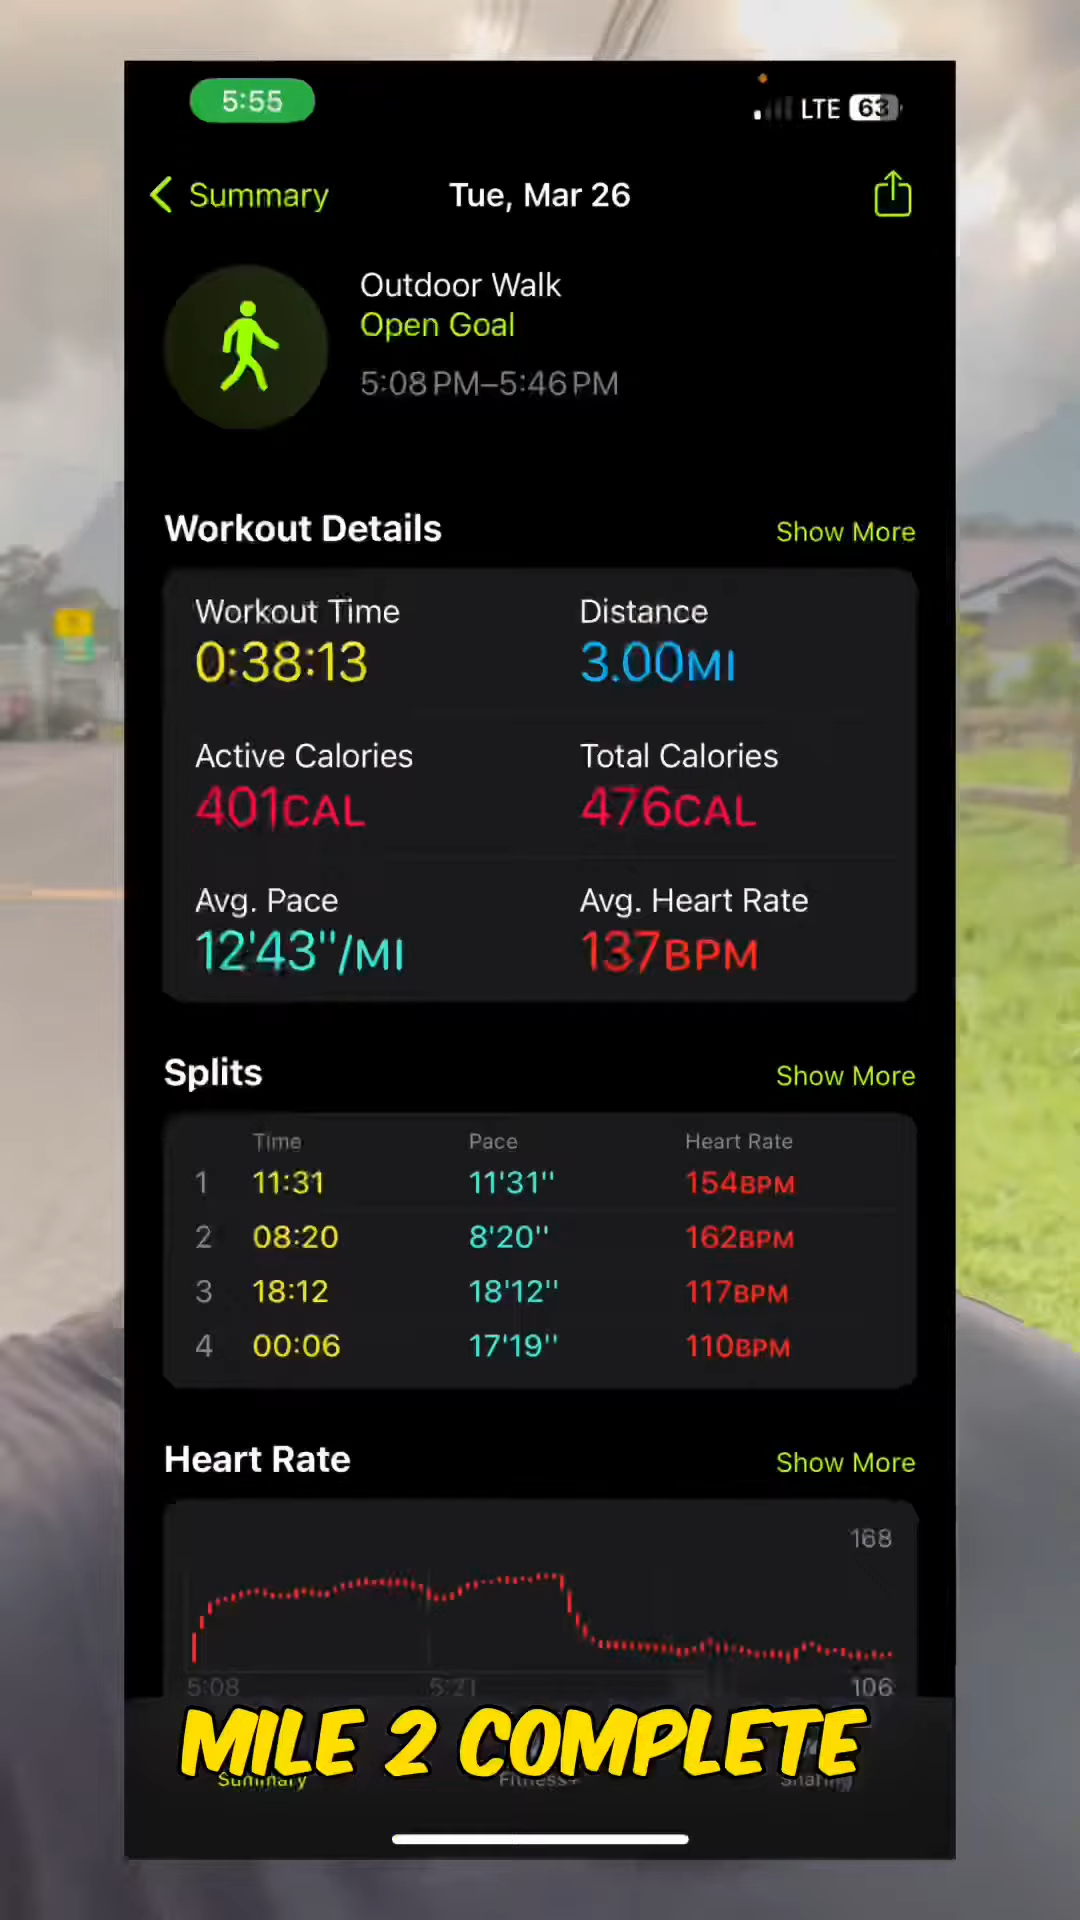 5:55
LTE 63
Summary
Tue, Mar 26
Outdoor Walk
Open Goal
5:08 PM–5:46 PM
Workout Details
Show More
Workout Time
Distance
0:38:13
3.00MI
Active Calories
Total Calories
401CAL
476CAL
Avg. Pace
Avg. Heart Rate
12'43"/MI
137BPM
Splits
Show More
Time Pace Heart Rate
1 11:31 11'31'' 154BPM
2 08:20 8'20'' 162BPM
3 18:12 18'12'' 117BPM
4 00:06 17'19'' 110BPM
Heart Rate
Show More
168
5:08 5:21 106
MILE 2 COMPLETE
Summary Fitness+ Sharing